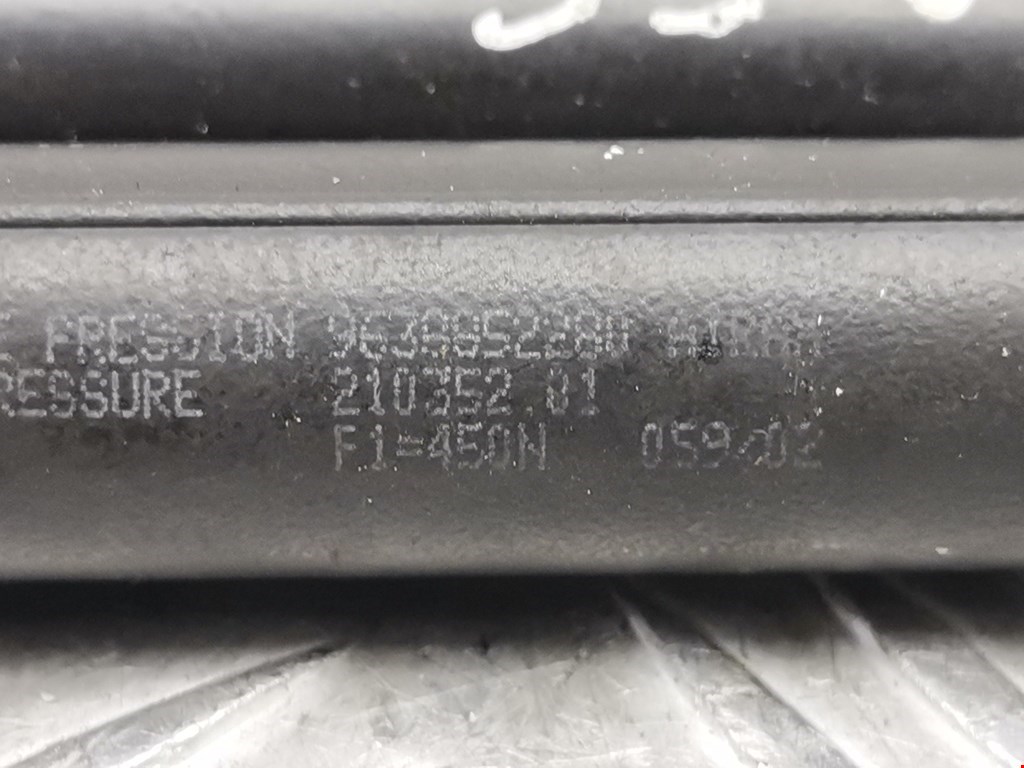 PRESSION 9638852280
PRESSURE 210352.01
F1=450N 059/02